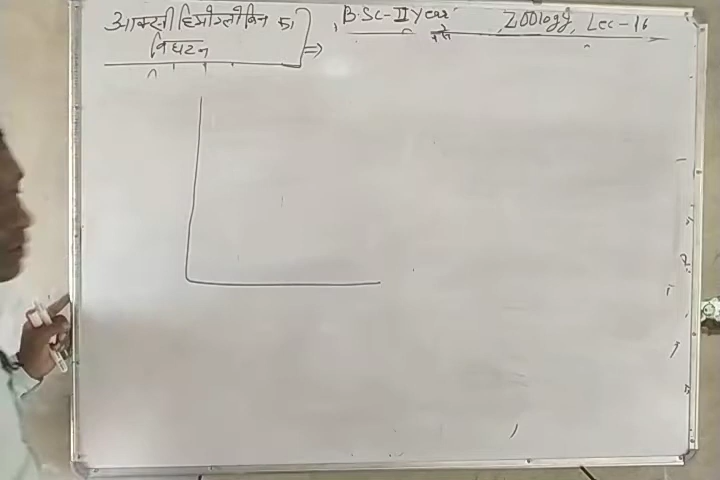 आक्सी हिमोग्लोबिन का
विघटन ⇒
B.Sc-II Year
Zoology, Lec-16